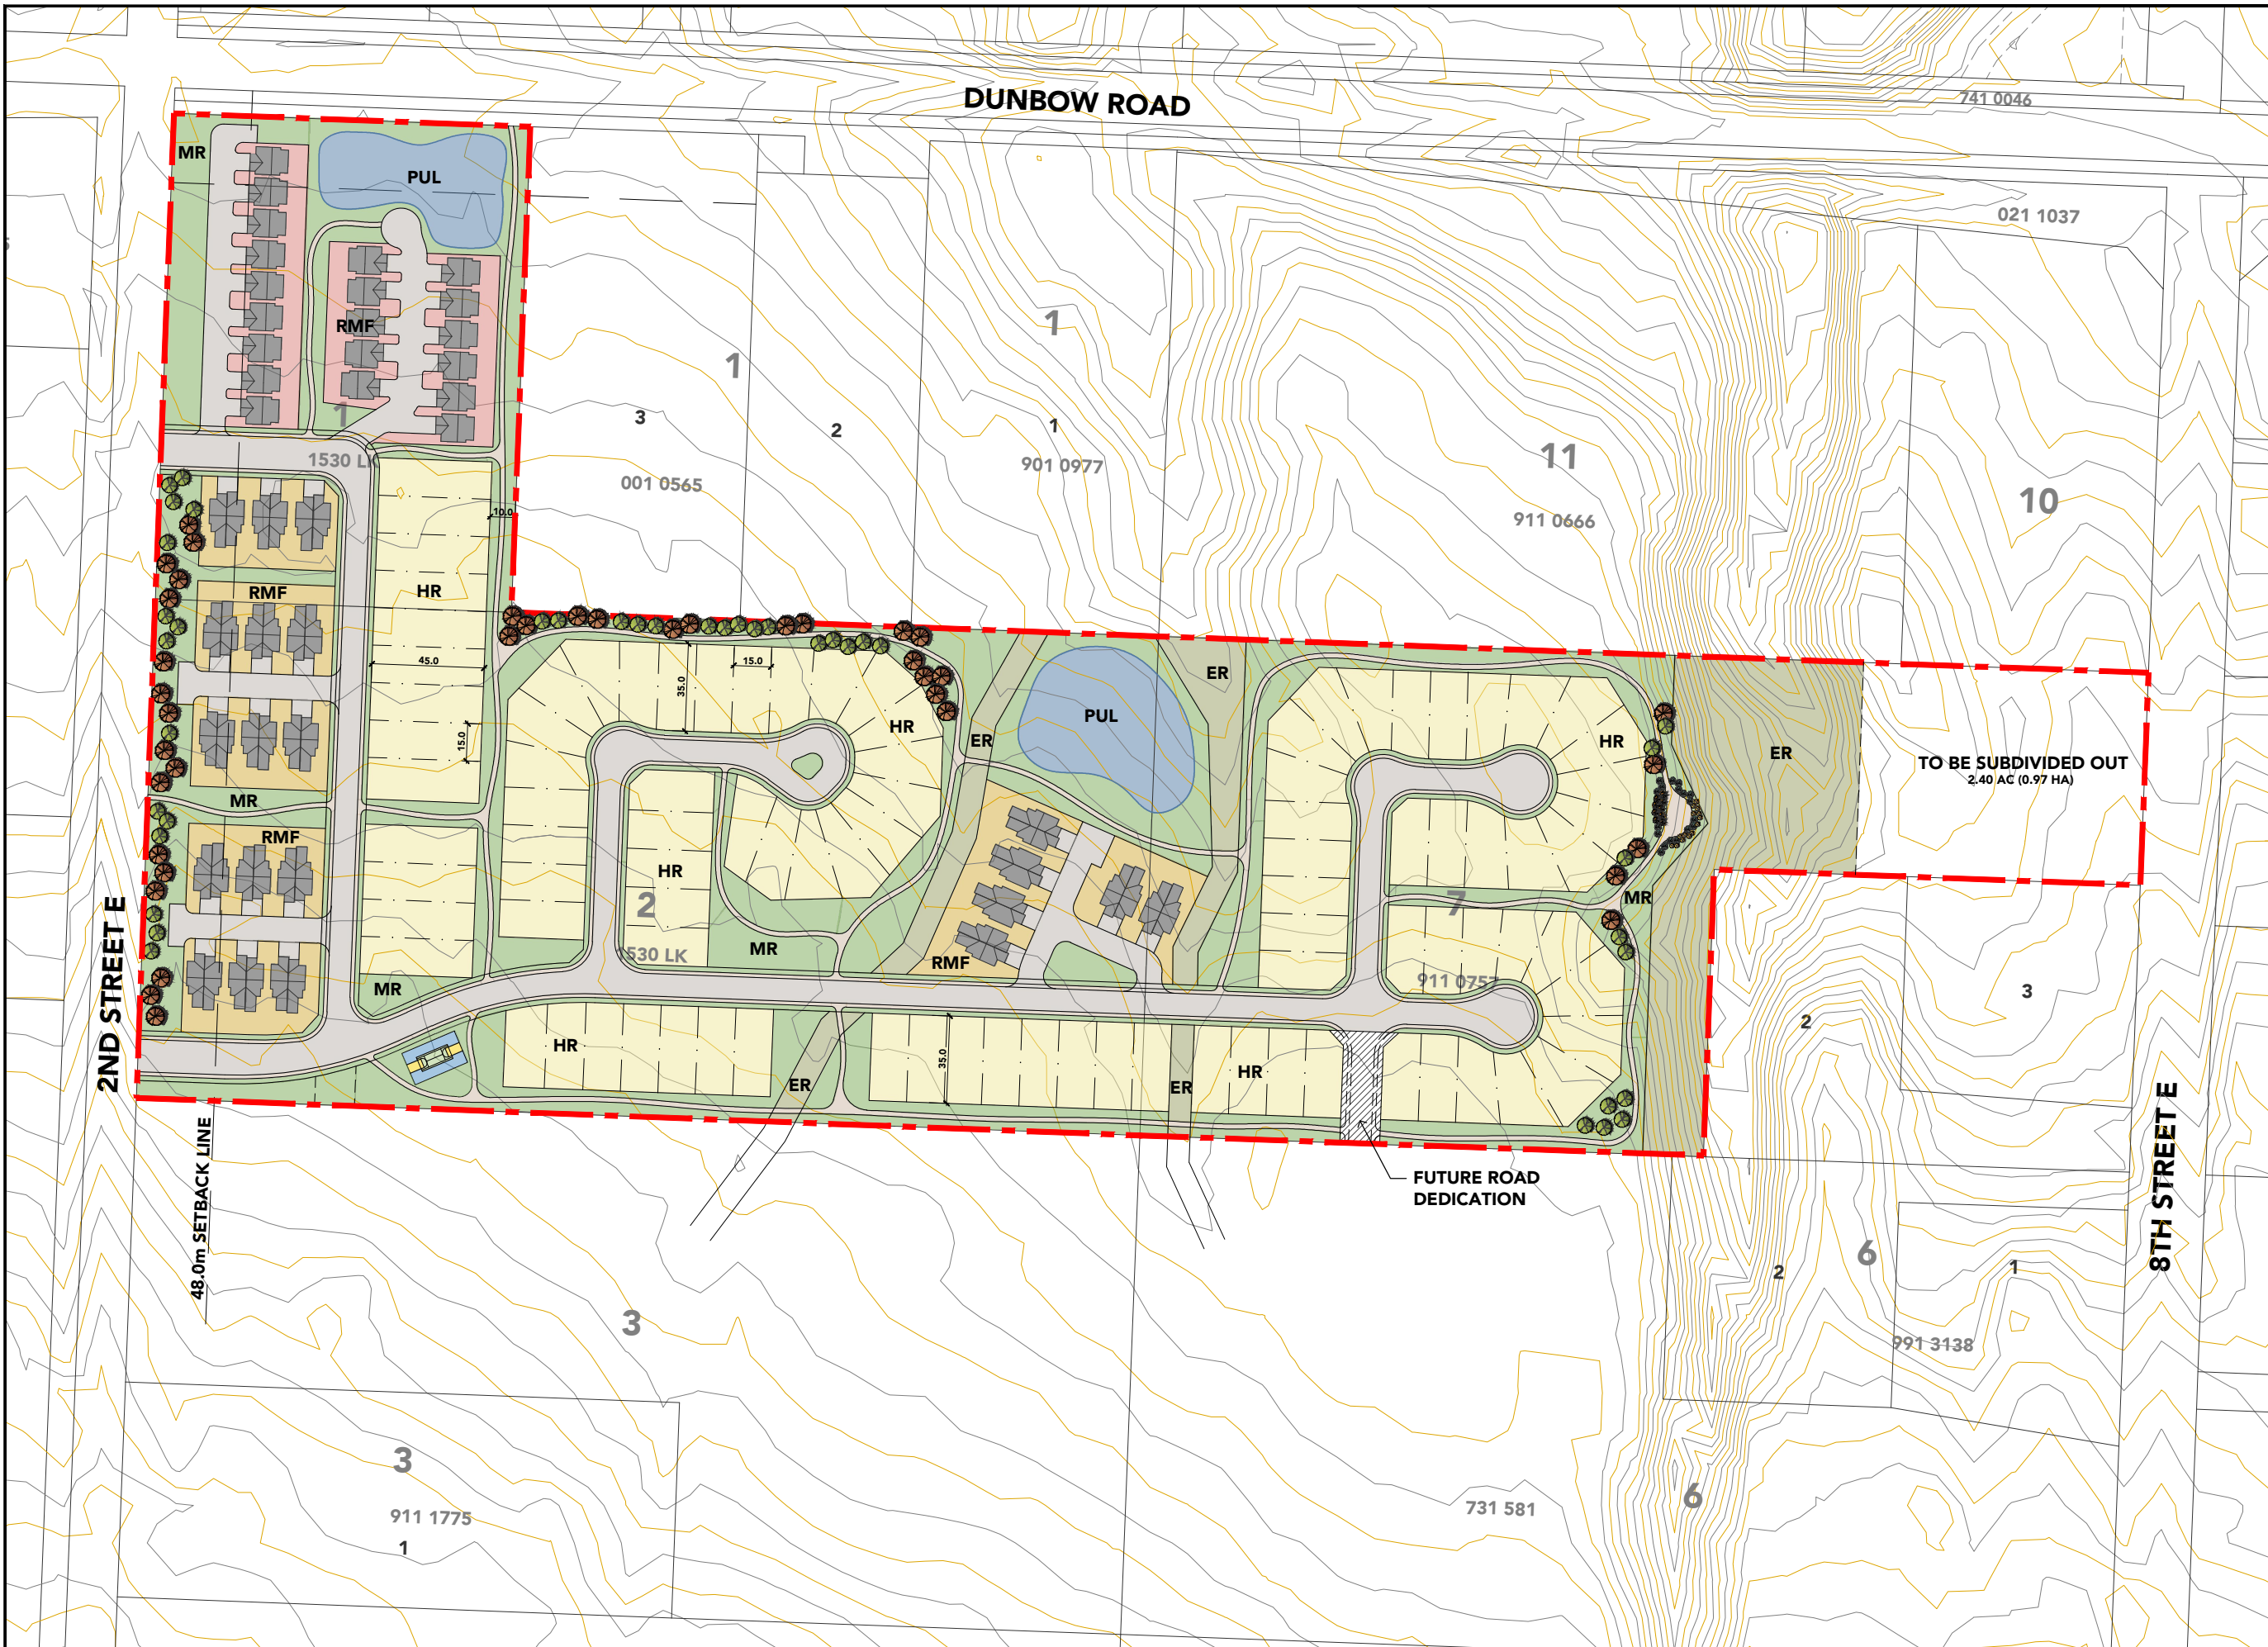 DUNBOW ROAD
741 0046
MR
PUL
021 1037
RMF
1
1
1
3
2
1
1530 LK
001 0565
901 0977
11
911 0666
10
10.0
RMF
HR
45.0
15.0
35.0
15.0
HR
ER
ER
PUL
HR
ER
TO BE SUBDIVIDED OUT
2.40 AC (0.97 HA)
MR
RMF
HR
2
1530 LK
MR
RMF
7
911 0757
MR
MR
2ND STREET E
HR
ER
35.0
ER
HR
2
3
48.0m SETBACK LINE
FUTURE ROAD
DEDICATION
8TH STREET E
3
2
6
1
991 3138
3
911 1775
1
731 581
6